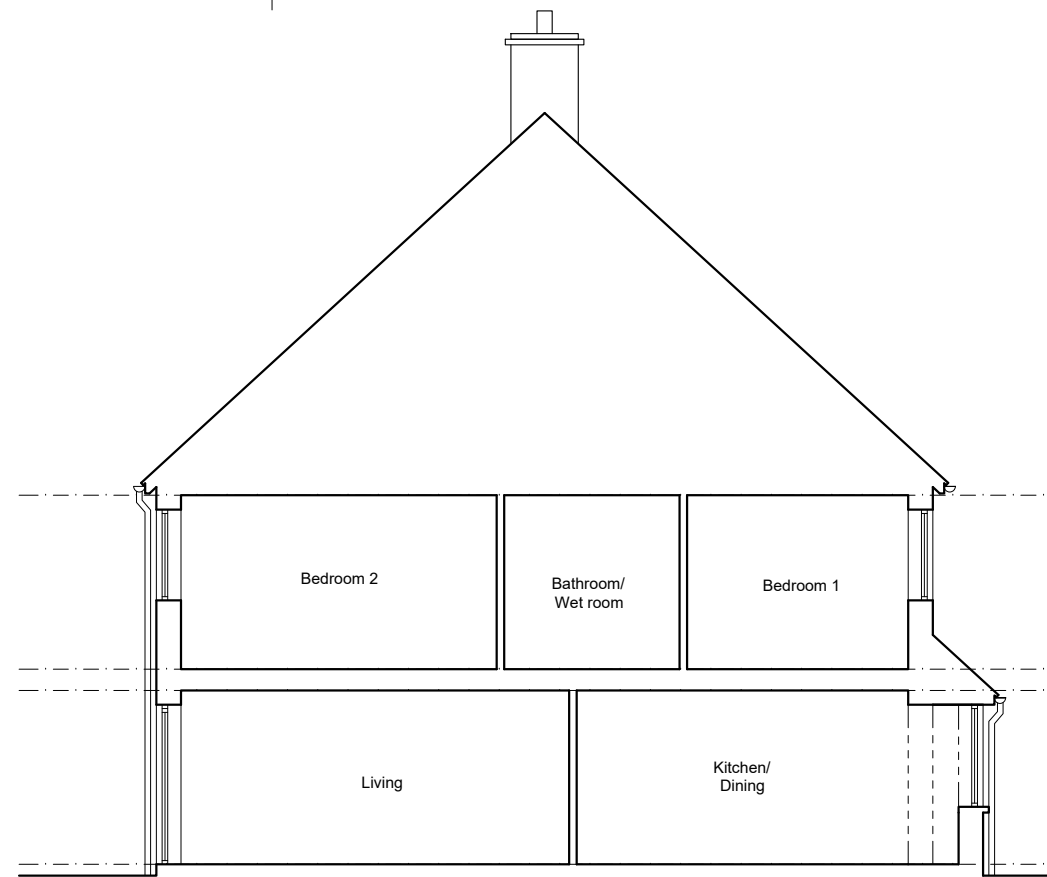 Bedroom 2
Bathroom/
Wet room
Bedroom 1
Living
Kitchen/
Dining